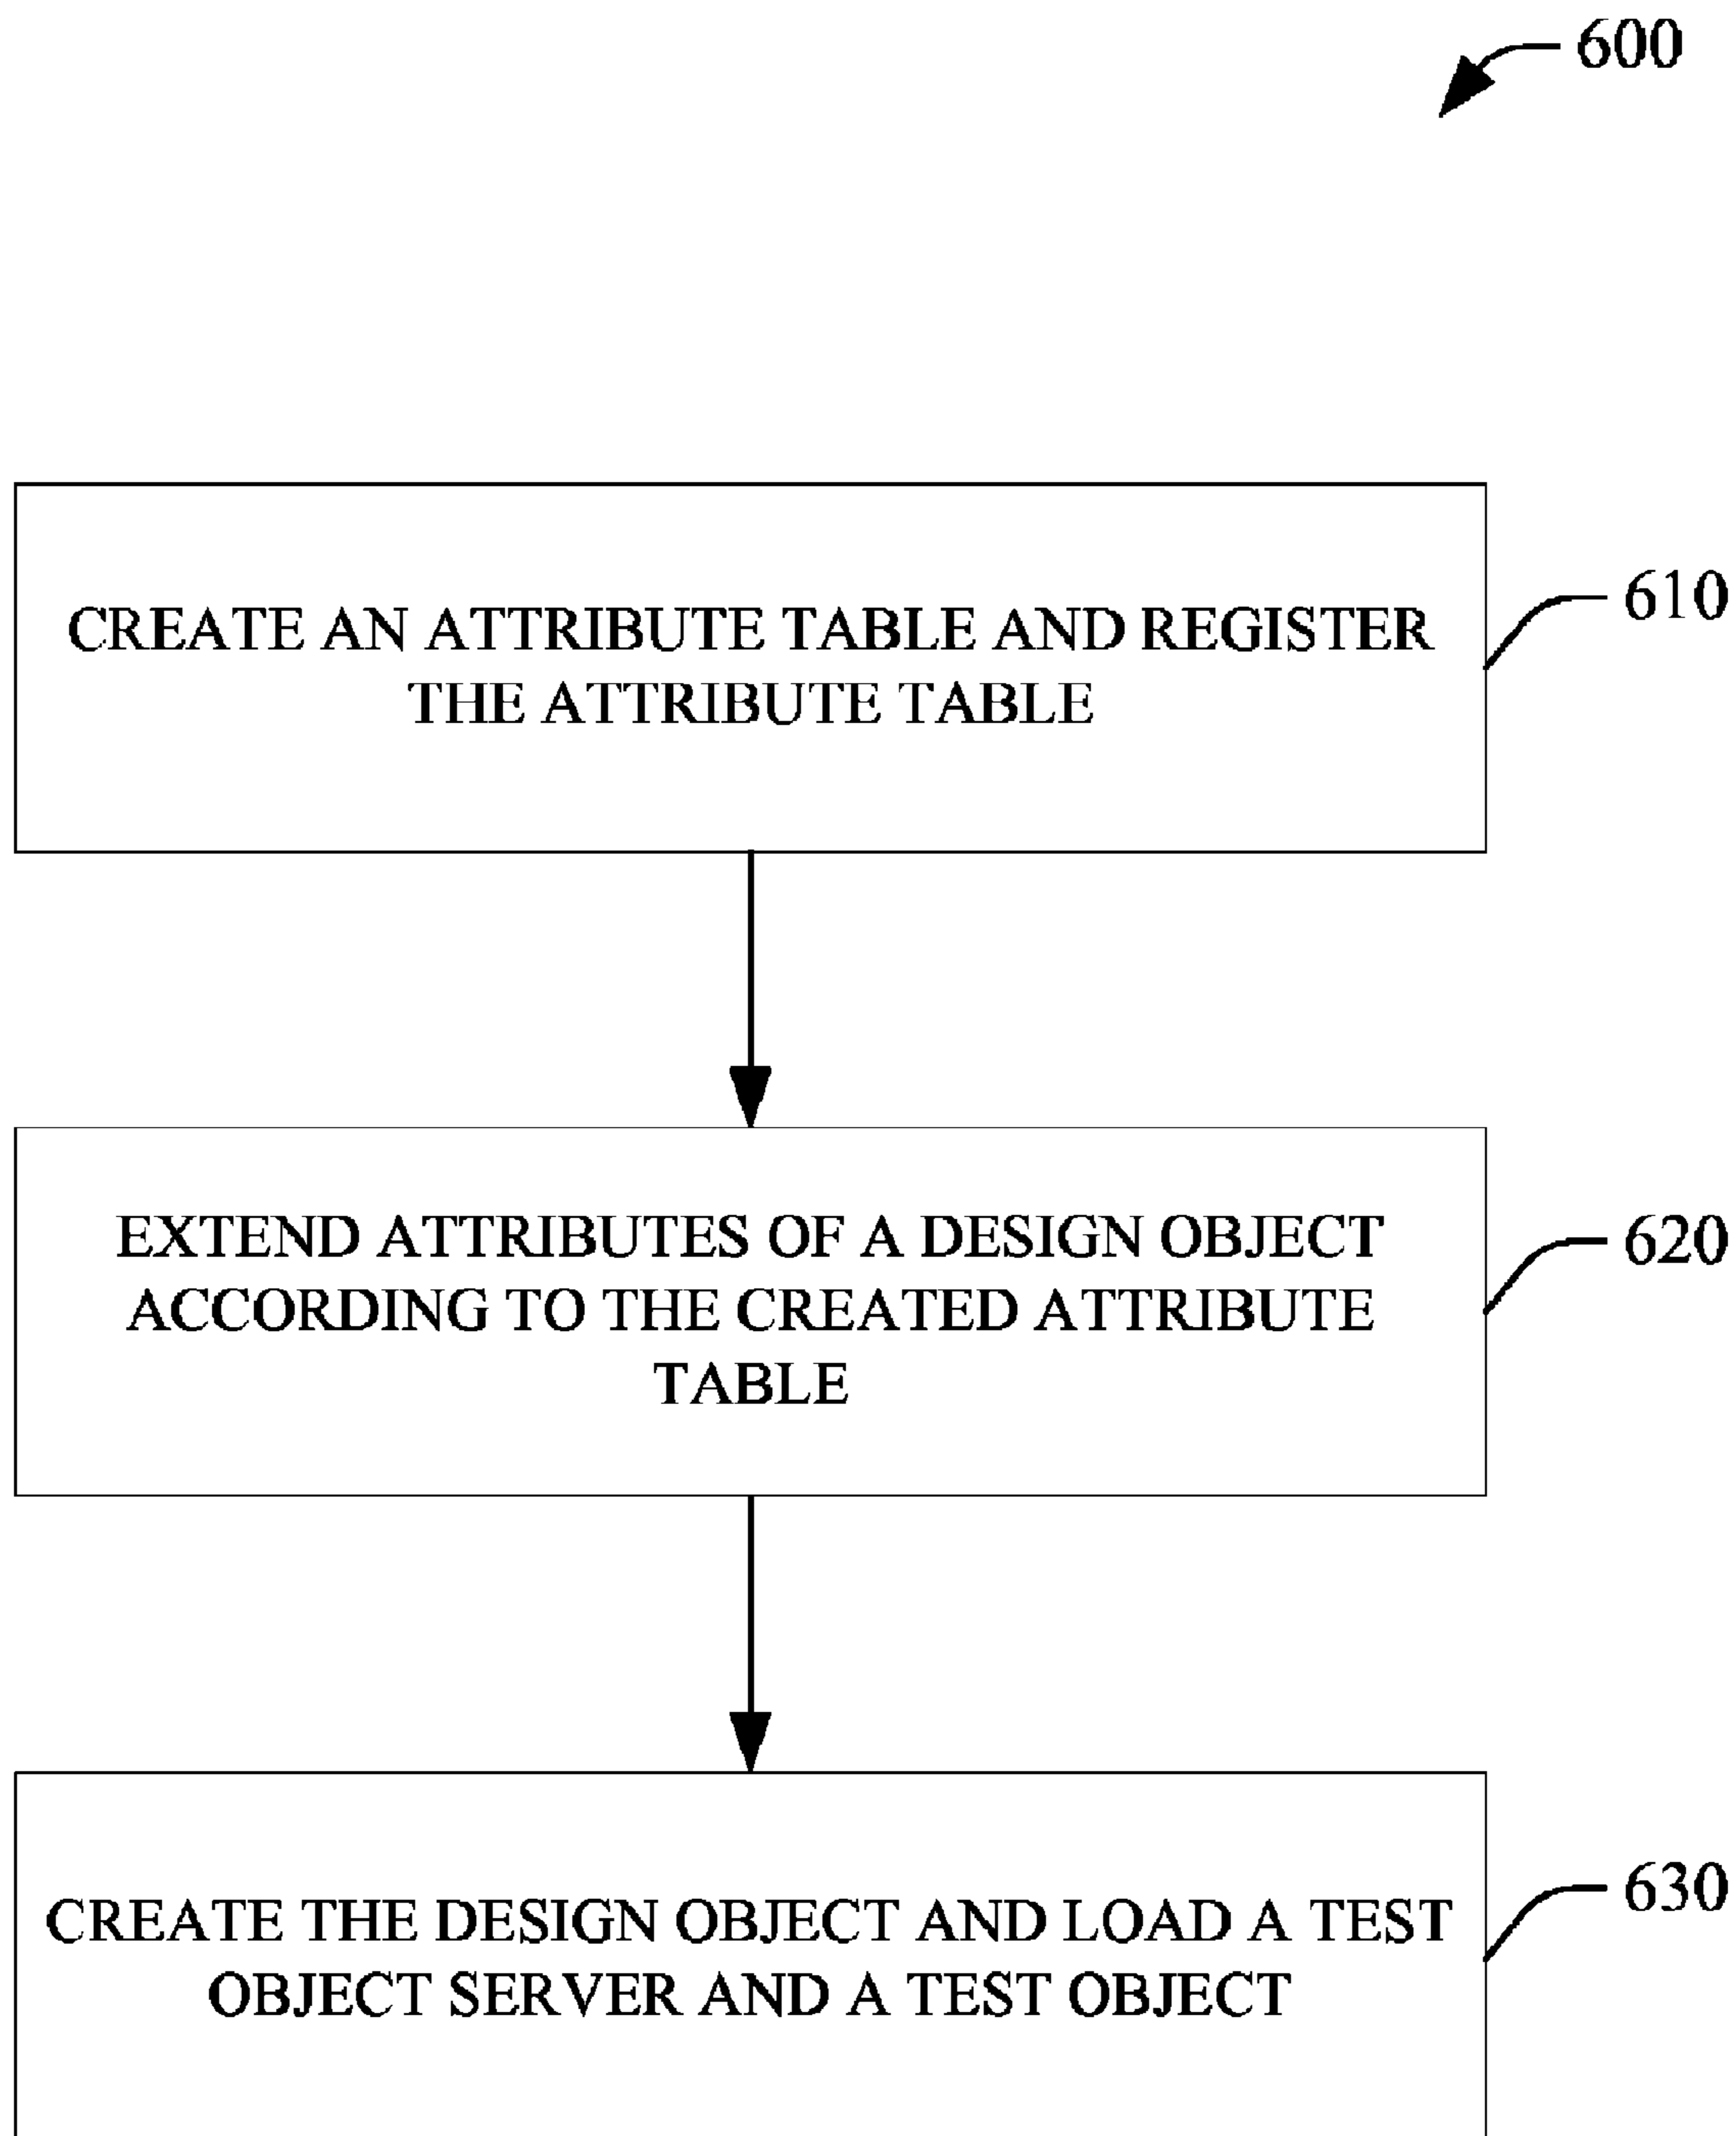 600
CREATE AN ATTRIBUTE TABLE AND REGISTER
THE ATTRIBUTE TABLE
610
EXTEND ATTRIBUTES OF A DESIGN OBJECT
ACCORDING TO THE CREATED ATTRIBUTE
TABLE
620
CREATE THE DESIGN OBJECT AND LOAD A TEST
OBJECT SERVER AND A TEST OBJECT
630